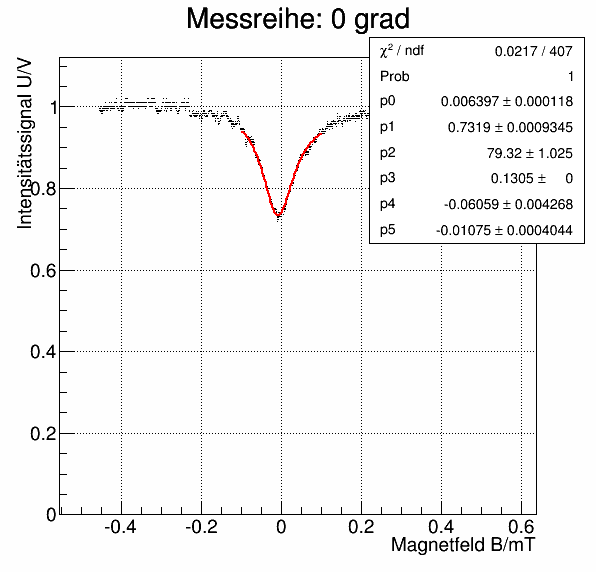 Messreihe: 0 grad
χ² / ndf 0.0217 / 407
Prob 1
p0 0.006397 ± 0.000118
p1 0.7319 ± 0.0009345
p2 79.32 ± 1.025
p3 0.1305 ± 0
p4 -0.06059 ± 0.004268
p5 -0.01075 ± 0.0004044
Intensitätssignal U/V
1
0.8
0.6
0.4
0.2
0
-0.4 -0.2 0 0.2 0.4 0.6
Magnetfeld B/mT